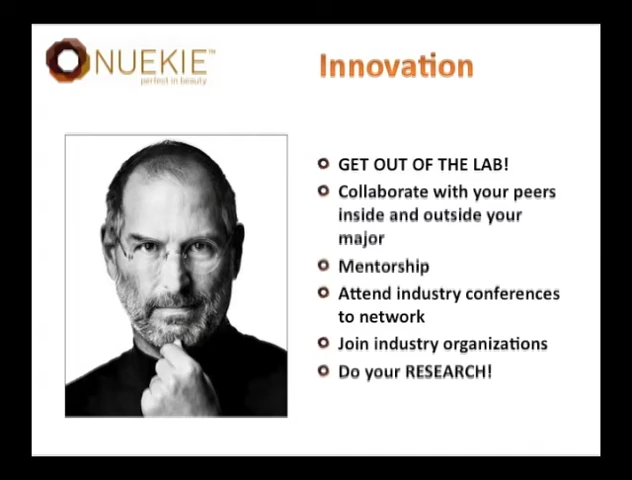 NUEKIE™
perfect in beauty
Innovation
GET OUT OF THE LAB!
Collaborate with your peers
inside and outside your
major
Mentorship
Attend industry conferences
to network
Join industry organizations
Do your RESEARCH!